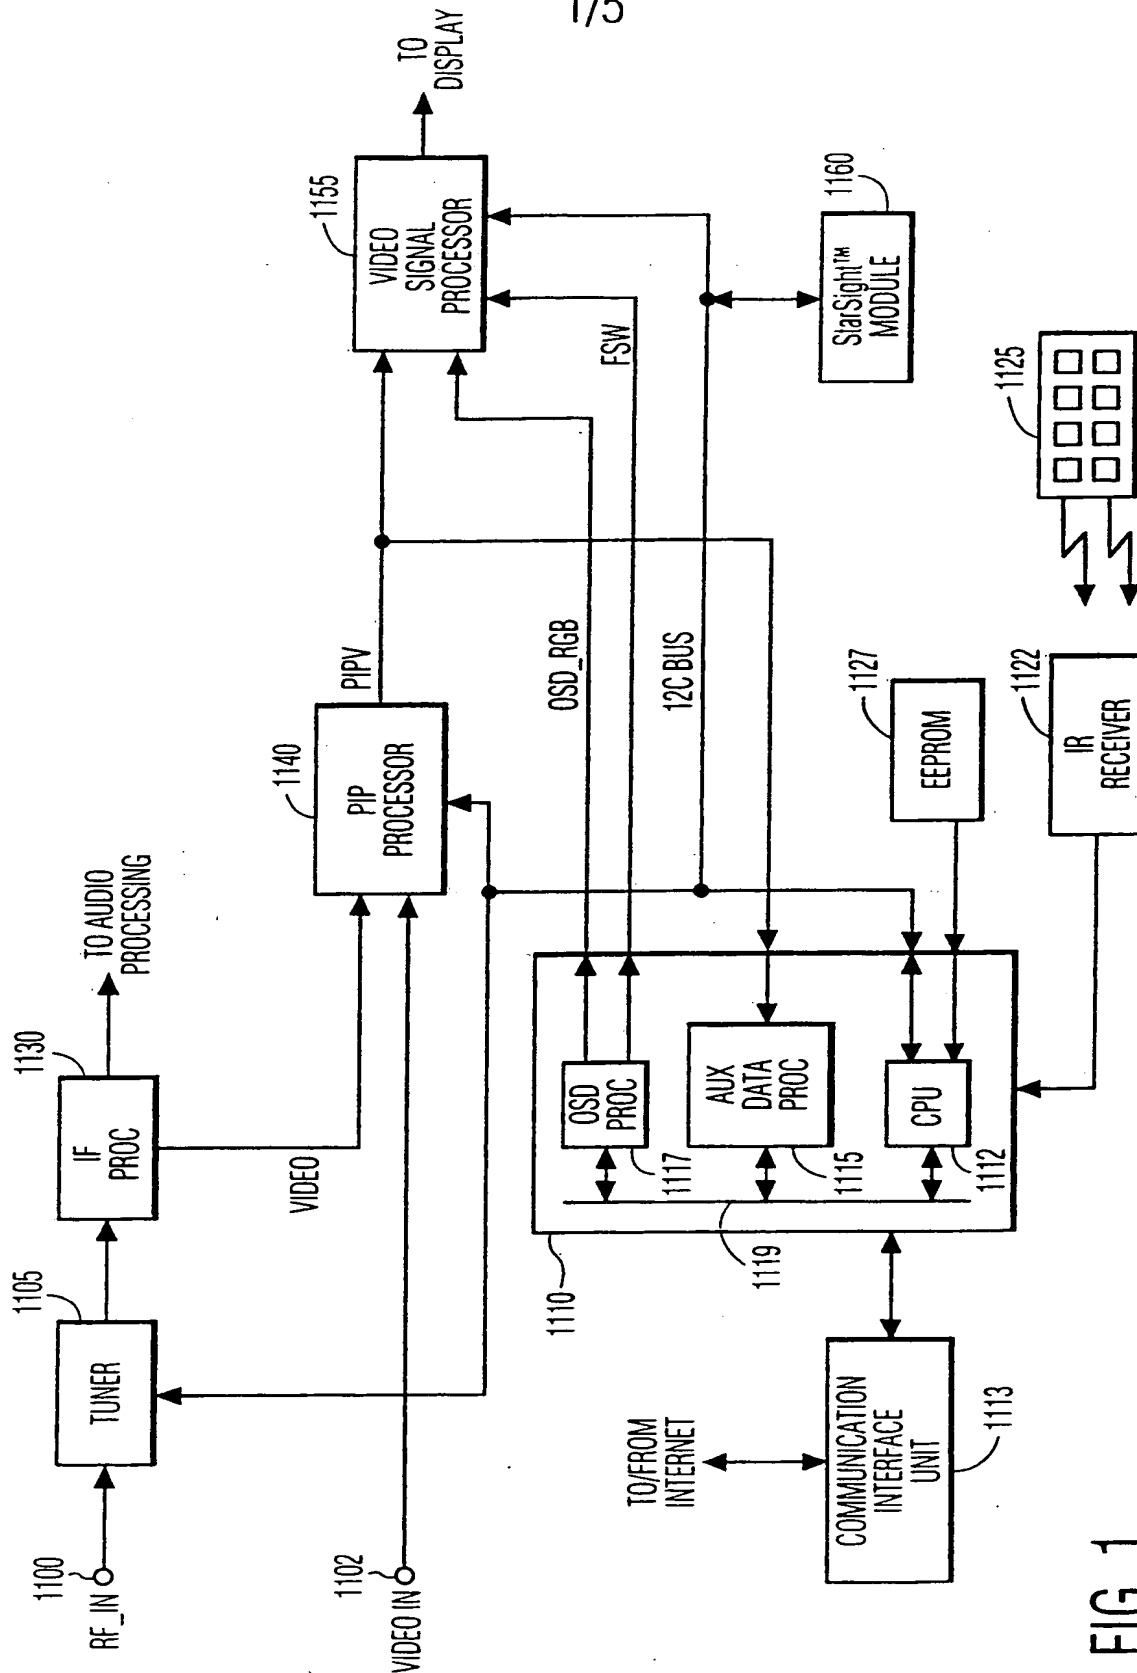 1/5
RF_IN
1100
TUNER
1105
IF
PROC
1130
TO AUDIO
PROCESSING
VIDEO
VIDEO IN
1102
PIP
PROCESSOR
1140
PIPV
VIDEO
SIGNAL
PROCESSOR
1155
TO
DISPLAY
OSD_RGB
FSW
12C BUS
StarSight™
MODULE
1160
1110
OSD
PROC
1117
AUX
DATA
PROC
1115
CPU
1112
1119
EEPROM
1127
IR
RECEIVER
1122
1125
TO/FROM
INTERNET
COMMUNICATION
INTERFACE
UNIT
1113
FIG. 1